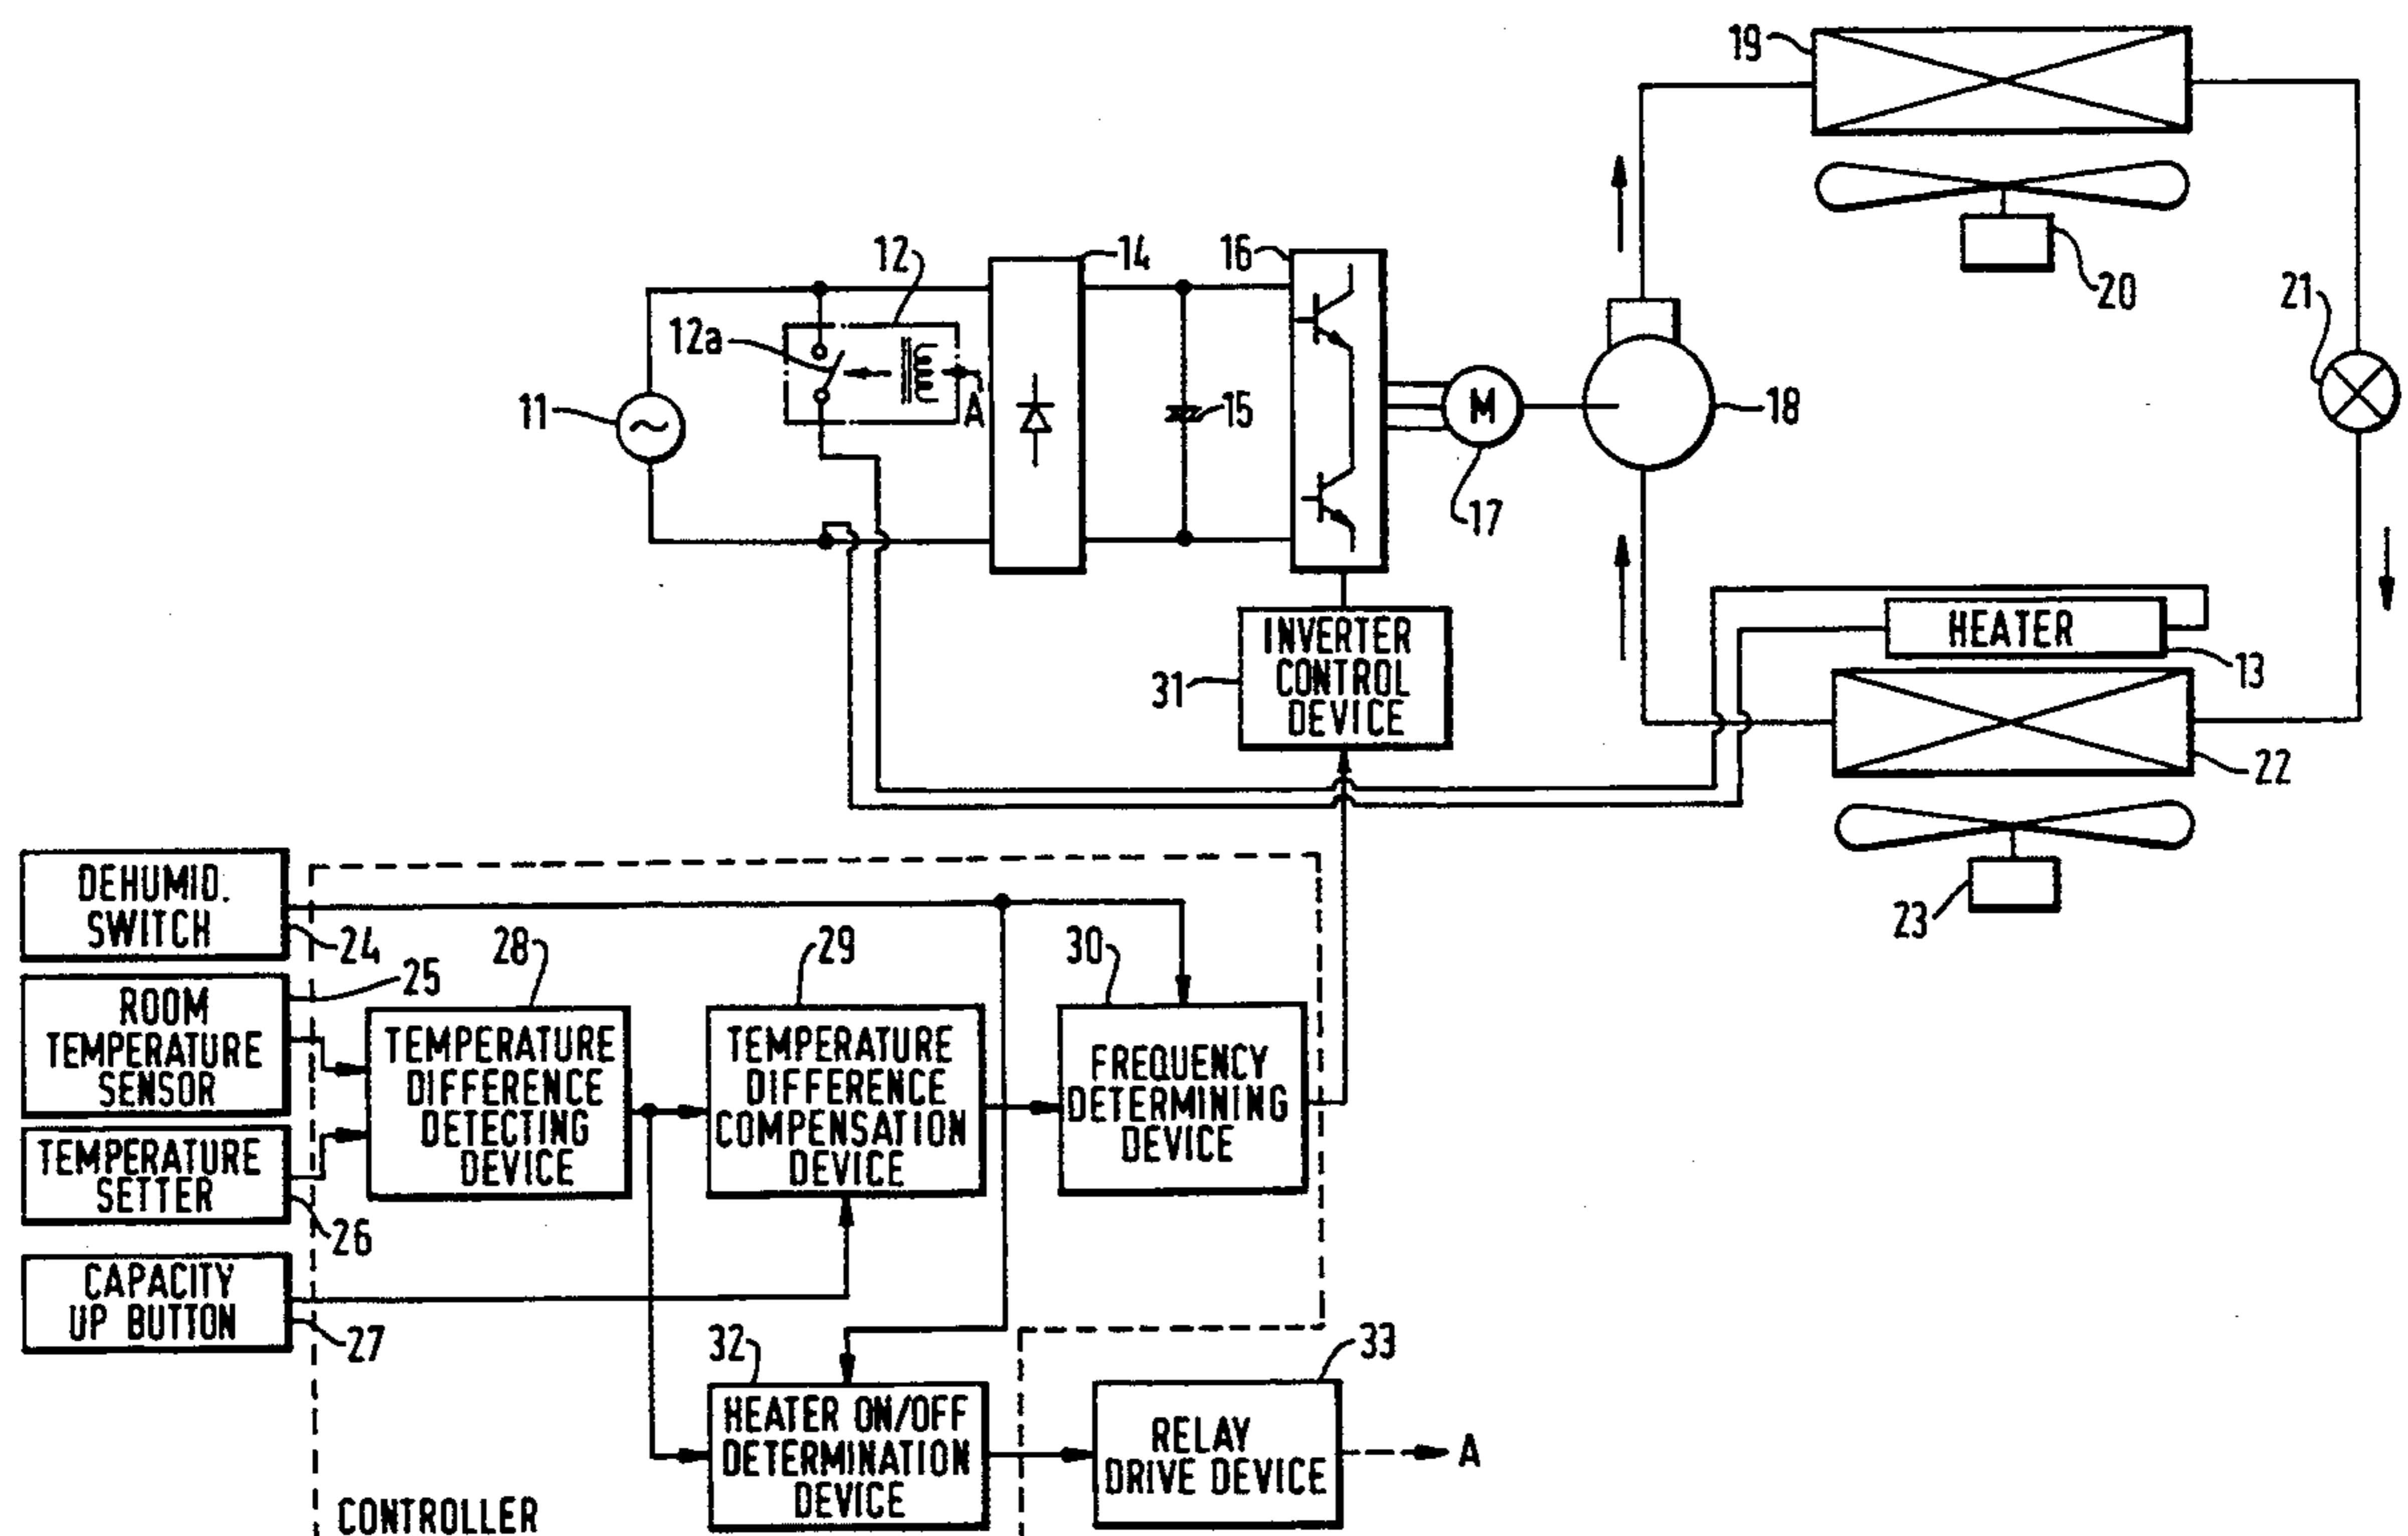 19
20
21
12
14
16
12a
A
11
15
M
18
17
HEATER
13
INVERTER
CONTROL
DEVICE
31
22
23
DEHUMID.
SWITCH
24
ROOM
TEMPERATURE
SENSOR
25
TEMPERATURE
SETTER
26
CAPACITY
UP BUTTON
27
28
TEMPERATURE
DIFFERENCE
DETECTING
DEVICE
29
TEMPERATURE
DIFFERENCE
COMPENSATION
DEVICE
30
FREQUENCY
DETERMINING
DEVICE
32
HEATER ON/OFF
DETERMINATION
DEVICE
33
RELAY
DRIVE DEVICE
A
CONTROLLER